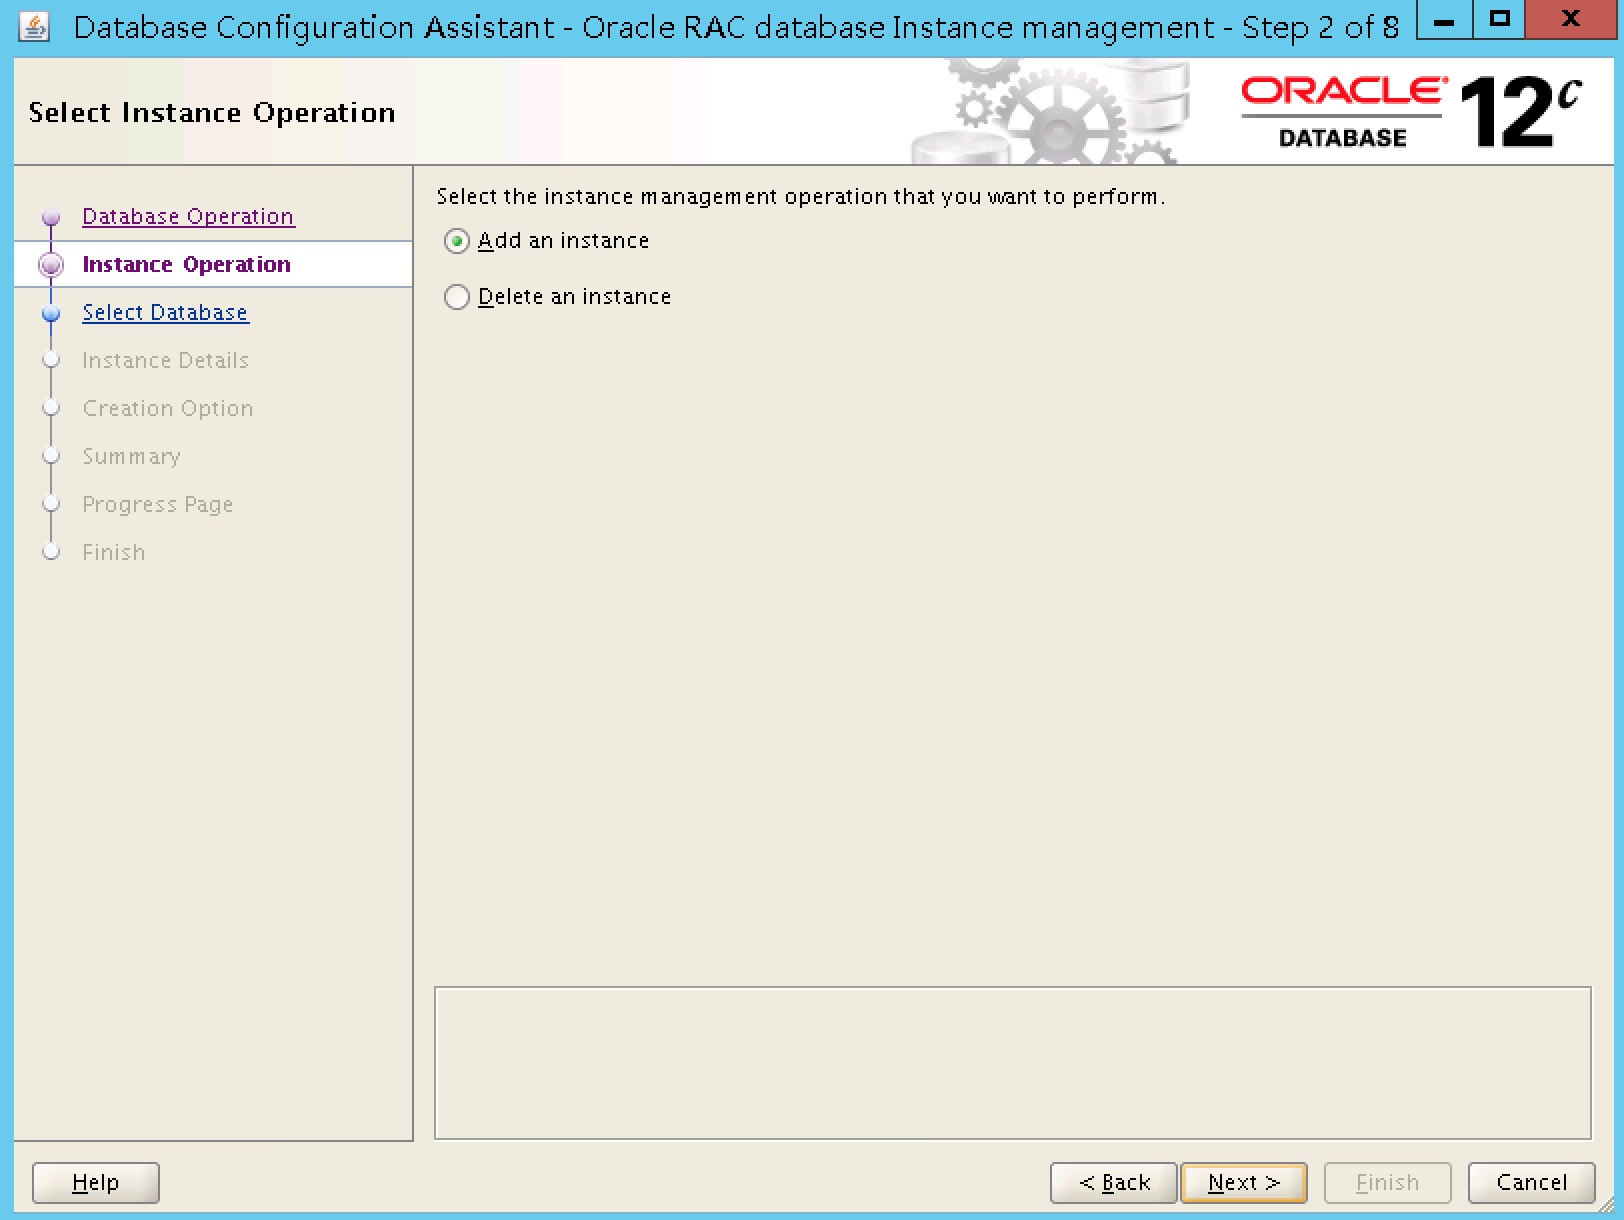 Database Configuration Assistant - Oracle RAC database Instance management - Step 2 of 8
Select Instance Operation
ORACLE
DATABASE
12c
Database Operation
Instance Operation
Select Database
Instance Details
Creation Option
Summary
Progress Page
Finish
Select the instance management operation that you want to perform.
Add an instance
Delete an instance
Help
< Back
Next >
Finish
Cancel